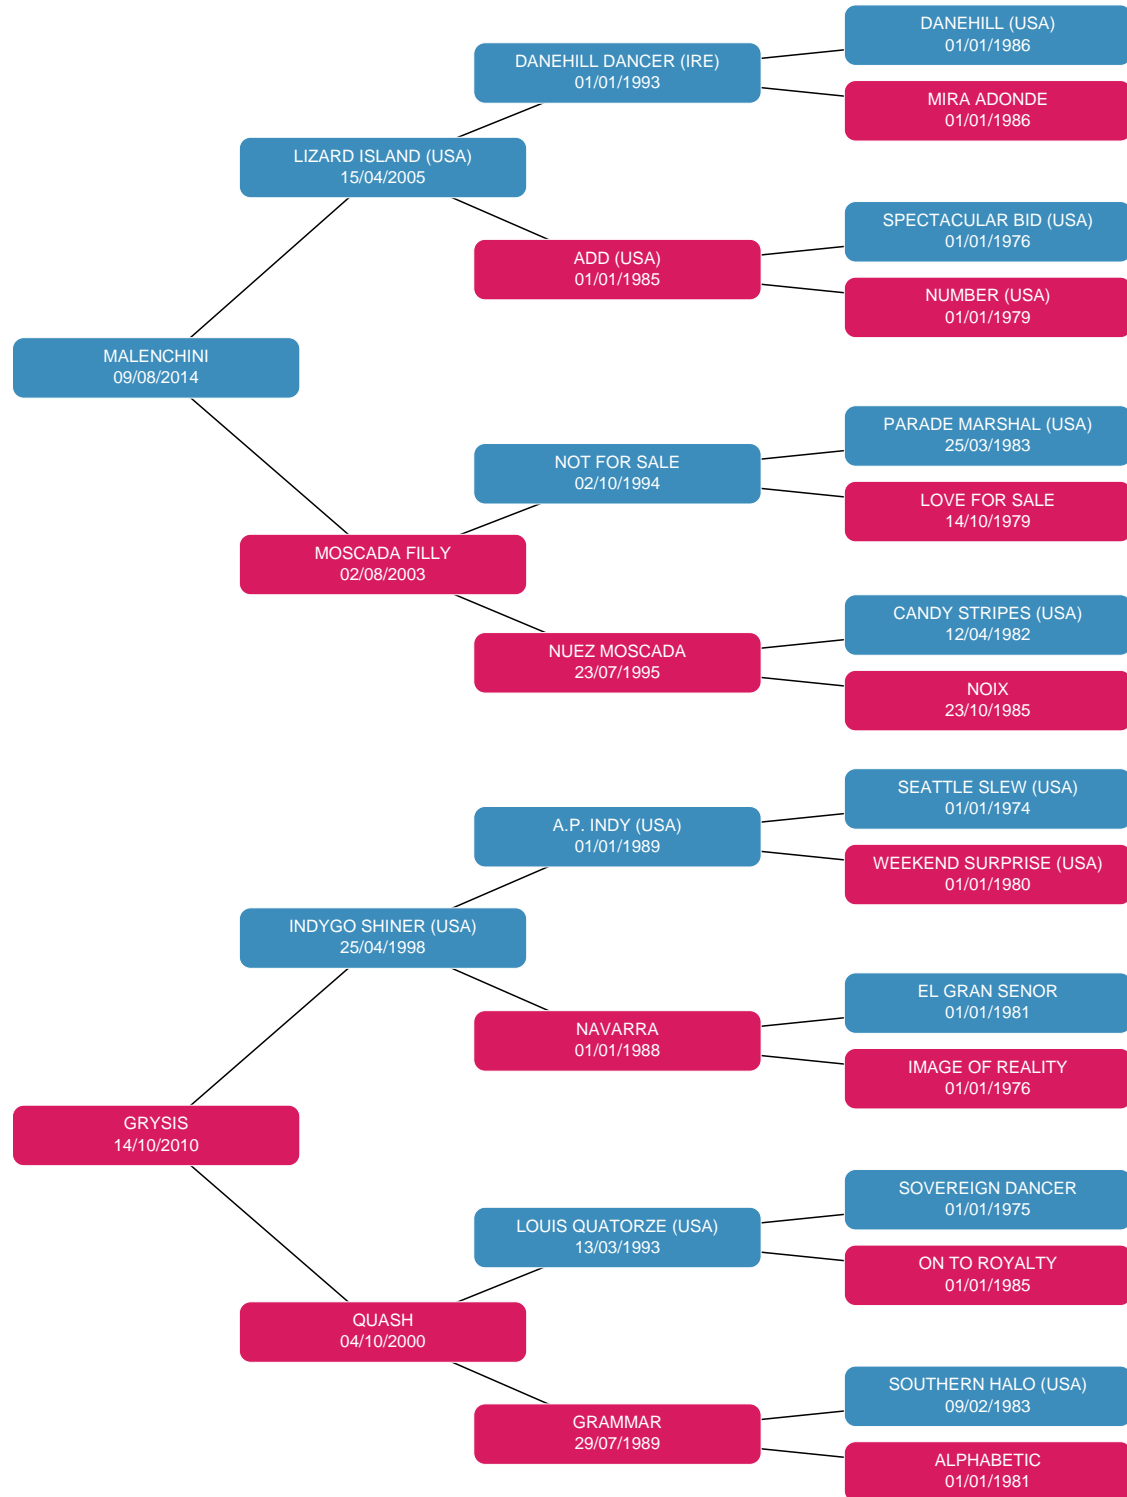 DANEHILL (USA)
01/01/1986
DANEHILL DANCER (IRE)
01/01/1993
MIRA ADONDE
01/01/1986
LIZARD ISLAND (USA)
15/04/2005
SPECTACULAR BID (USA)
01/01/1976
ADD (USA)
01/01/1985
NUMBER (USA)
01/01/1979
MALENCHINI
09/08/2014
PARADE MARSHAL (USA)
25/03/1983
NOT FOR SALE
02/10/1994
LOVE FOR SALE
14/10/1979
MOSCADA FILLY
02/08/2003
CANDY STRIPES (USA)
12/04/1982
NUEZ MOSCADA
23/07/1995
NOIX
23/10/1985
SEATTLE SLEW (USA)
01/01/1974
A.P. INDY (USA)
01/01/1989
WEEKEND SURPRISE (USA)
01/01/1980
INDYGO SHINER (USA)
25/04/1998
EL GRAN SENOR
01/01/1981
NAVARRA
01/01/1988
IMAGE OF REALITY
01/01/1976
GRYSIS
14/10/2010
SOVEREIGN DANCER
01/01/1975
LOUIS QUATORZE (USA)
13/03/1993
ON TO ROYALTY
01/01/1985
QUASH
04/10/2000
SOUTHERN HALO (USA)
09/02/1983
GRAMMAR
29/07/1989
ALPHABETIC
01/01/1981